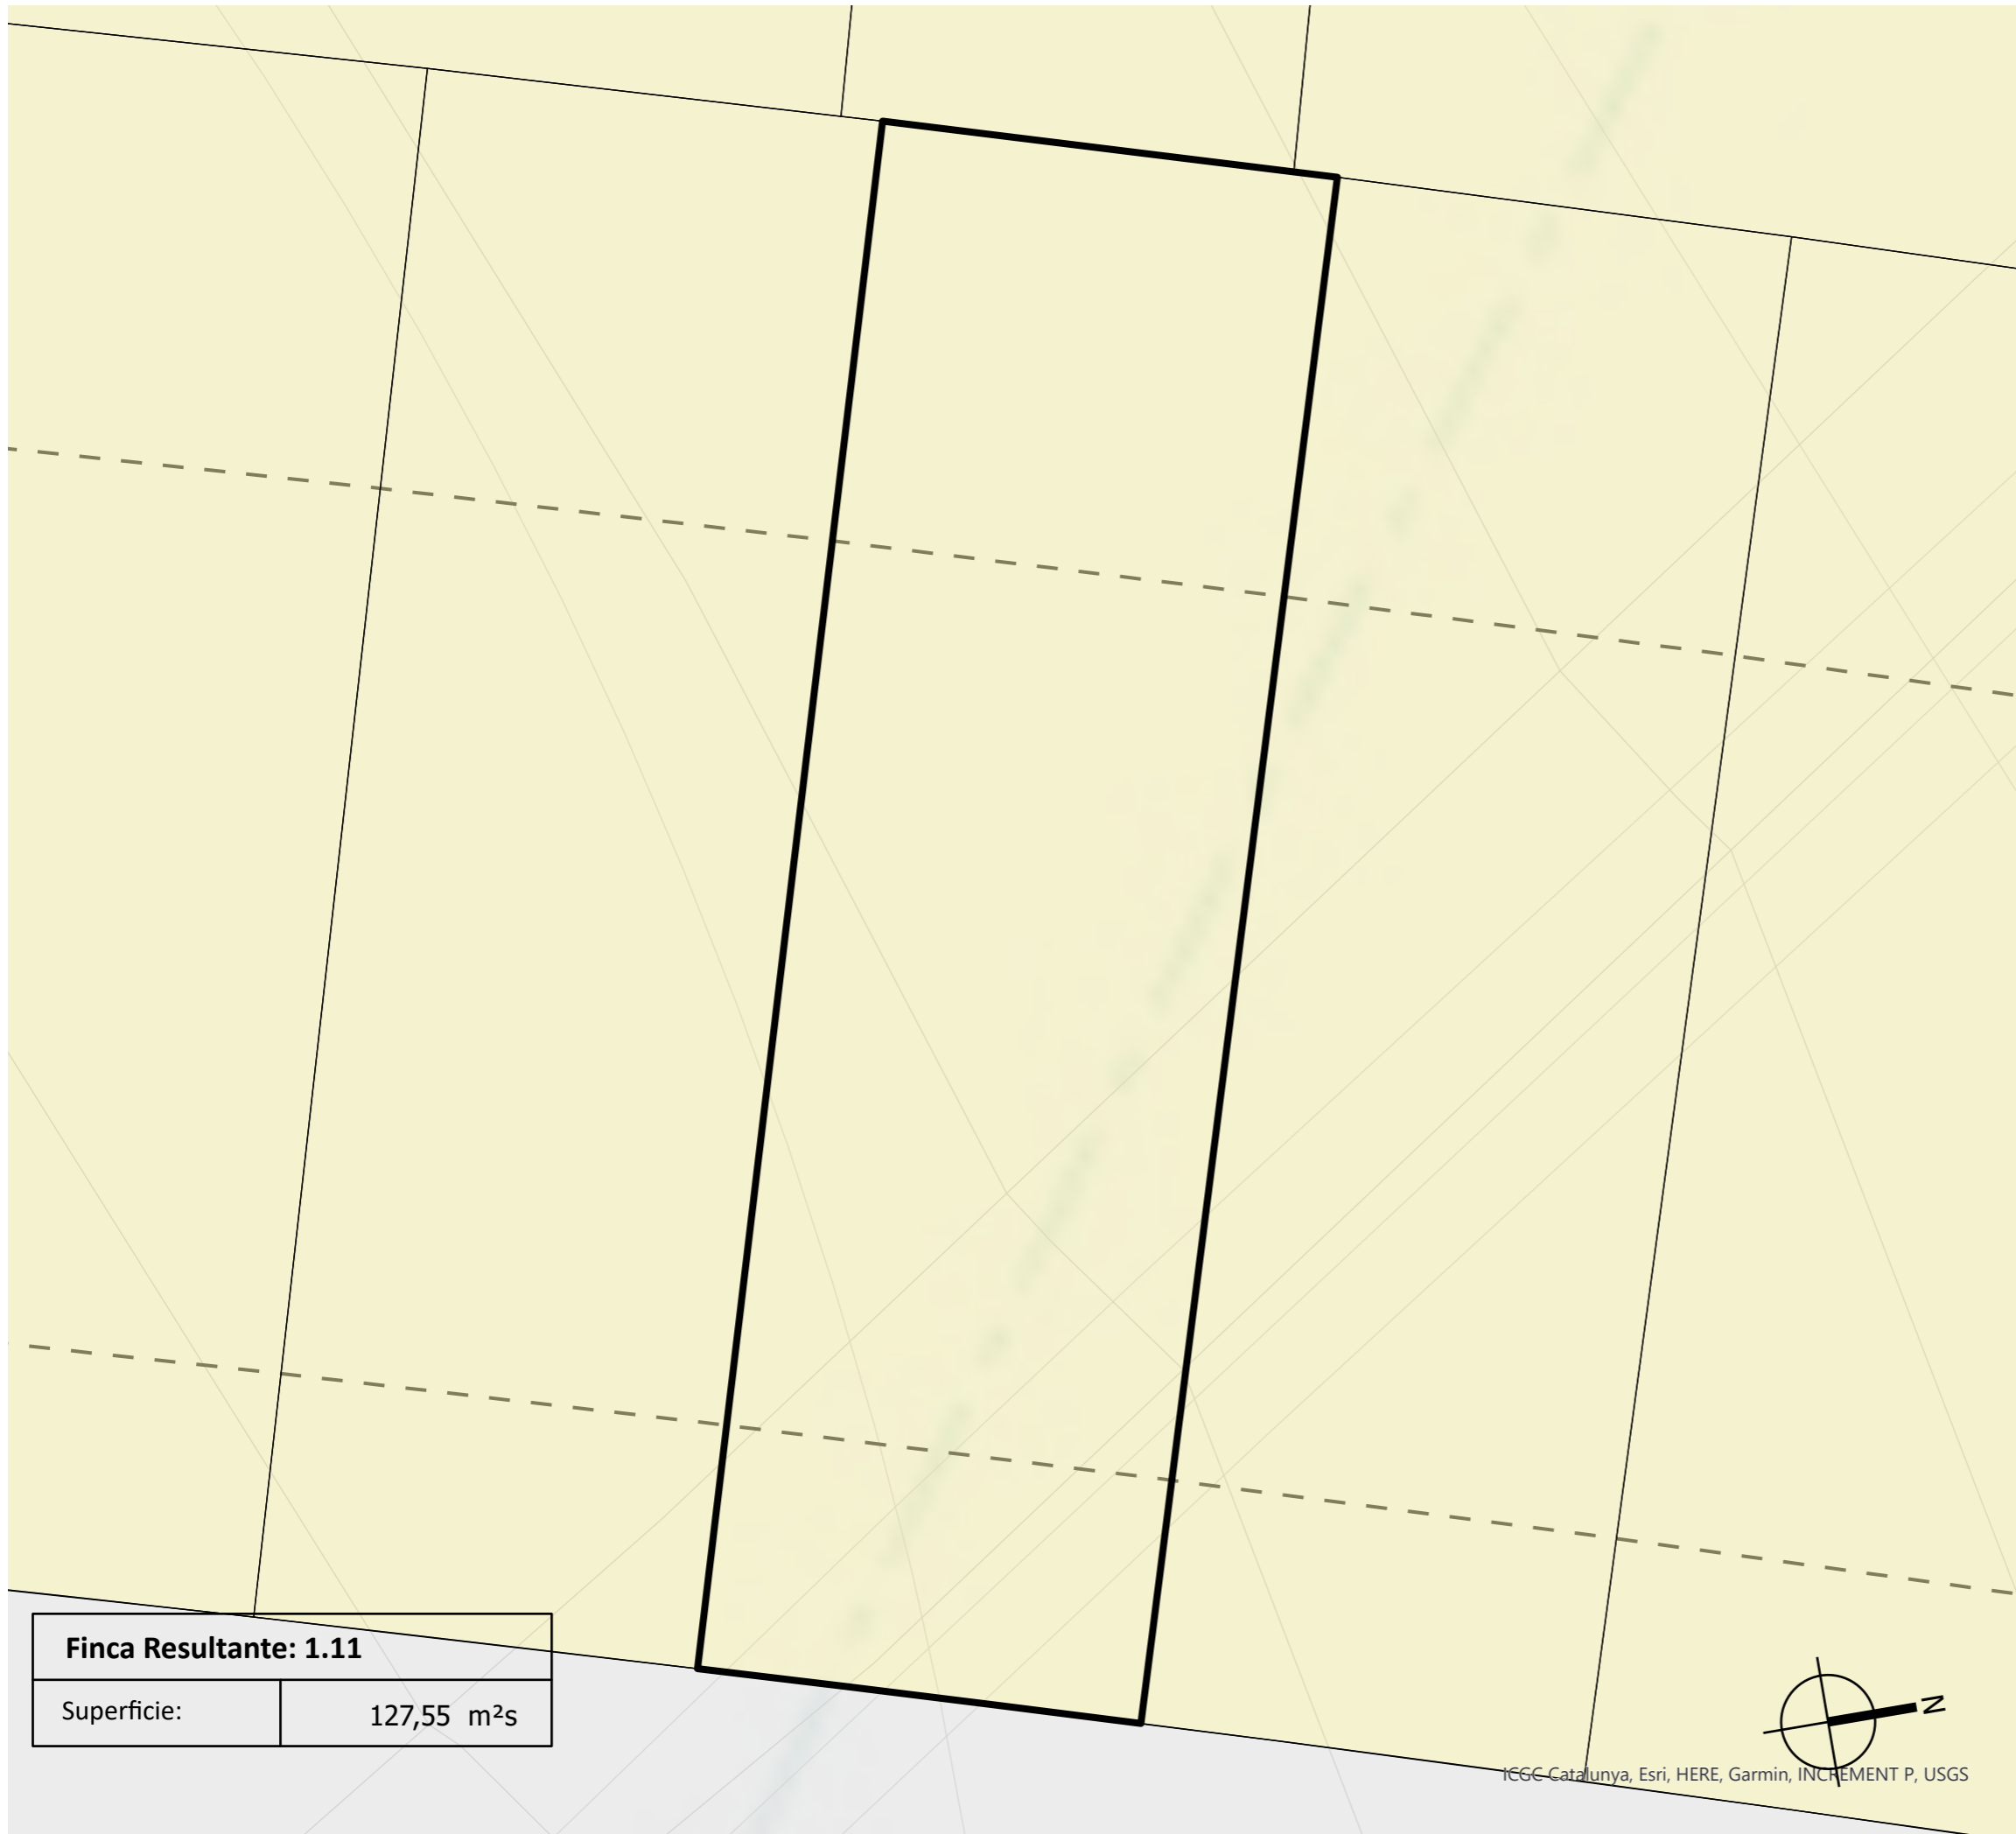 Finca Resultante: 1.11
Superficie: 127,55 m²s
N
ICGC Catalunya, Esri, HERE, Garmin, INCREMENT P, USGS